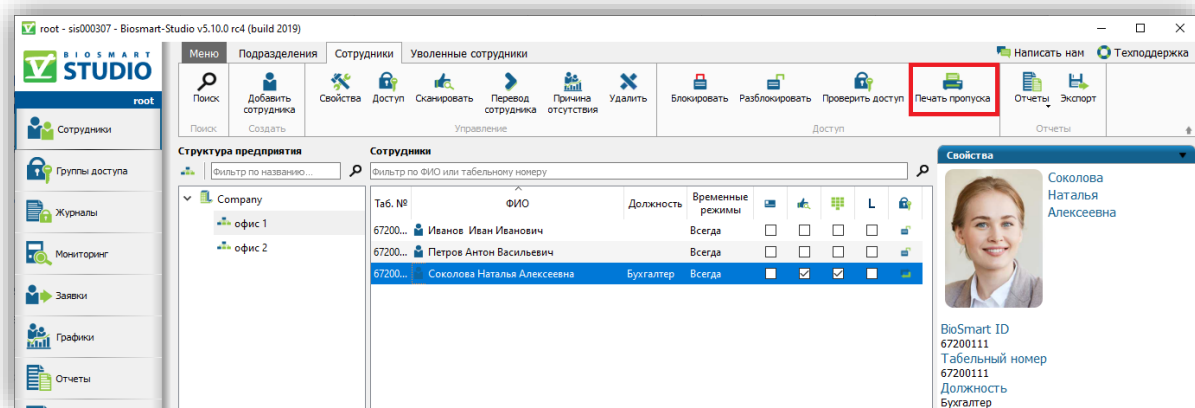 root - sis000307 - Biosmart-Studio v5.10.0 rc4 (build 2019)
BIOSMART
STUDIO
root
Меню Подразделения Сотрудники Уволенные сотрудники
Написать нам Техподдержка
Поиск
Добавить сотрудника
Свойства
Доступ
Сканировать
Перевод сотрудника
Причина отсутствия
Удалить
Блокировать
Разблокировать
Проверить доступ
Печать пропуска
Отчеты
Экспорт
Поиск Создать Управление Доступ Отчеты
Сотрудники
Группы доступа
Журналы
Мониторинг
Заявки
Графики
Отчеты
Структура предприятия
Фильтр по названию...
Company
офис 1
офис 2
Сотрудники
Фильтр по ФИО или табельному номеру
Таб. № ФИО Должность Временные режимы L
67200... Иванов Иван Иванович Всегда
67200... Петров Антон Васильевич Всегда
67200... Соколова Наталья Алексеевна Бухгалтер Всегда
Свойства
Соколова
Наталья
Алексеевна
BioSmart ID
67200111
Табельный номер
67200111
Должность
Бухгалтер